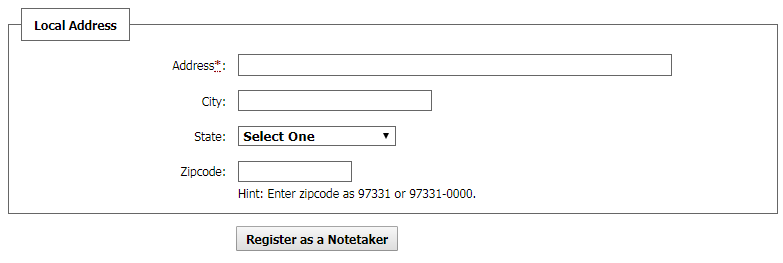 Local Address
Address*:
City:
State: Select One
Zipcode:
Hint: Enter zipcode as 97331 or 97331-0000.
Register as a Notetaker